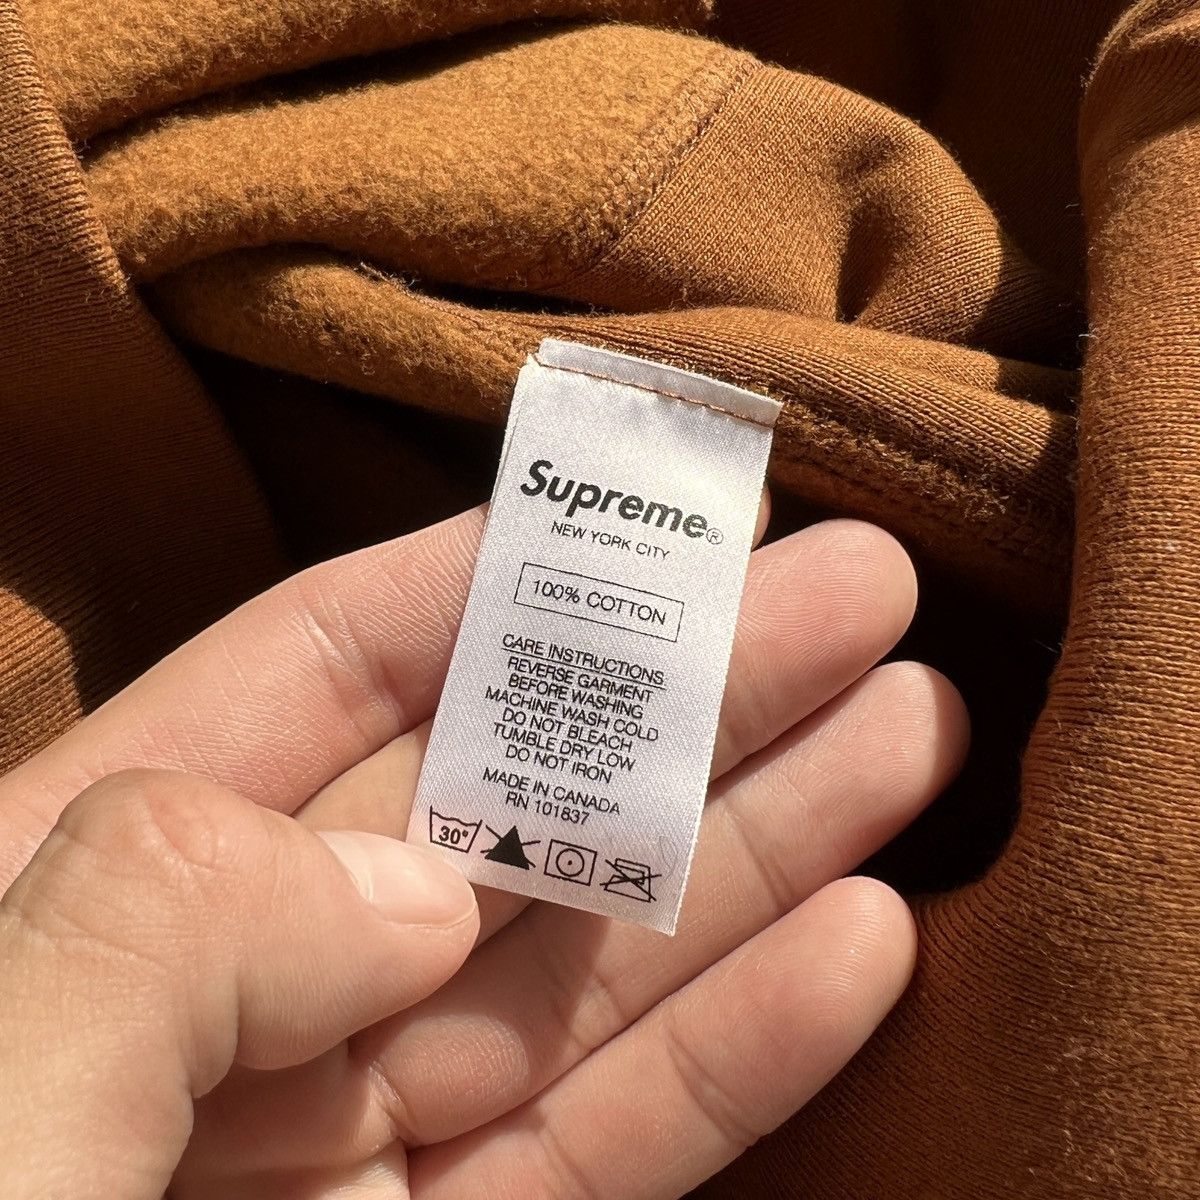 Supreme®
NEW YORK CITY
100% COTTON
CARE INSTRUCTIONS
REVERSE GARMENT
BEFORE WASHING
MACHINE WASH COLD
DO NOT BLEACH
TUMBLE DRY LOW
DO NOT IRON
MADE IN CANADA
RN 101837
30°